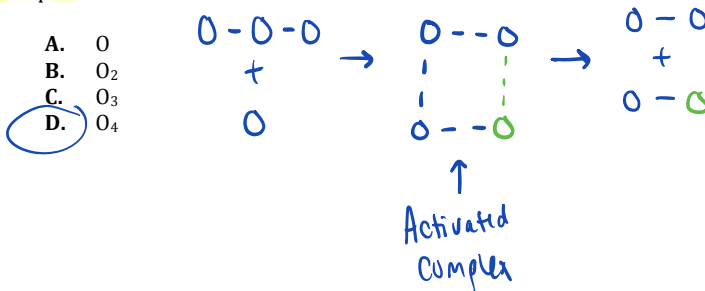 A. O
B. O₂
C. O₃
D. O₄
O - O - O
+
O
→
O - - O
O - - O
Activated
Complex
→
O - O
+
O - O